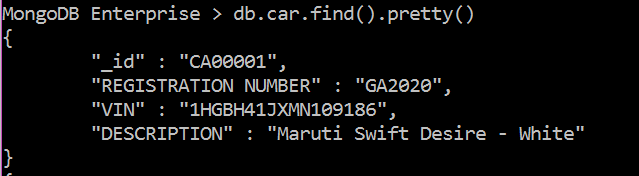 MongoDB Enterprise > db.car.find().pretty()
{
"_id" : "CA00001",
"REGISTRATION NUMBER" : "GA2020",
"VIN" : "1HGBH41JXMN109186",
"DESCRIPTION" : "Maruti Swift Desire - White"
}
{